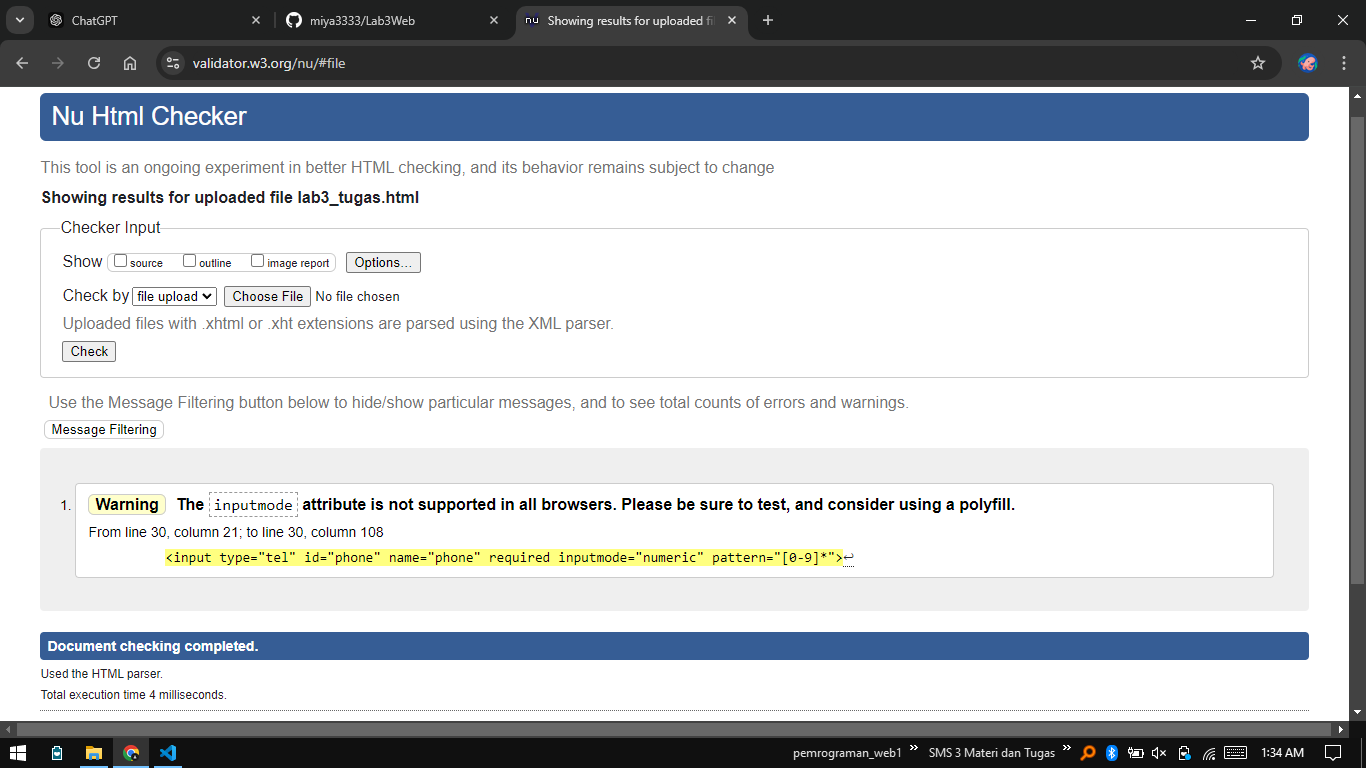 ChatGPT
miya3333/Lab3Web
nu Showing results for uploaded fi
validator.w3.org/nu/#file
Nu Html Checker
This tool is an ongoing experiment in better HTML checking, and its behavior remains subject to change
Showing results for uploaded file lab3_tugas.html
Checker Input
Show source outline image report Options...
Check by file upload Choose File No file chosen
Uploaded files with .xhtml or .xht extensions are parsed using the XML parser.
Check
Use the Message Filtering button below to hide/show particular messages, and to see total counts of errors and warnings.
Message Filtering
1. Warning The inputmode attribute is not supported in all browsers. Please be sure to test, and consider using a polyfill.
From line 30, column 21; to line 30, column 108
<input type="tel" id="phone" name="phone" required inputmode="numeric" pattern="[0-9]*">↩
Document checking completed.
Used the HTML parser.
Total execution time 4 milliseconds.
pemrograman_web1 » SMS 3 Materi dan Tugas » 1:34 AM